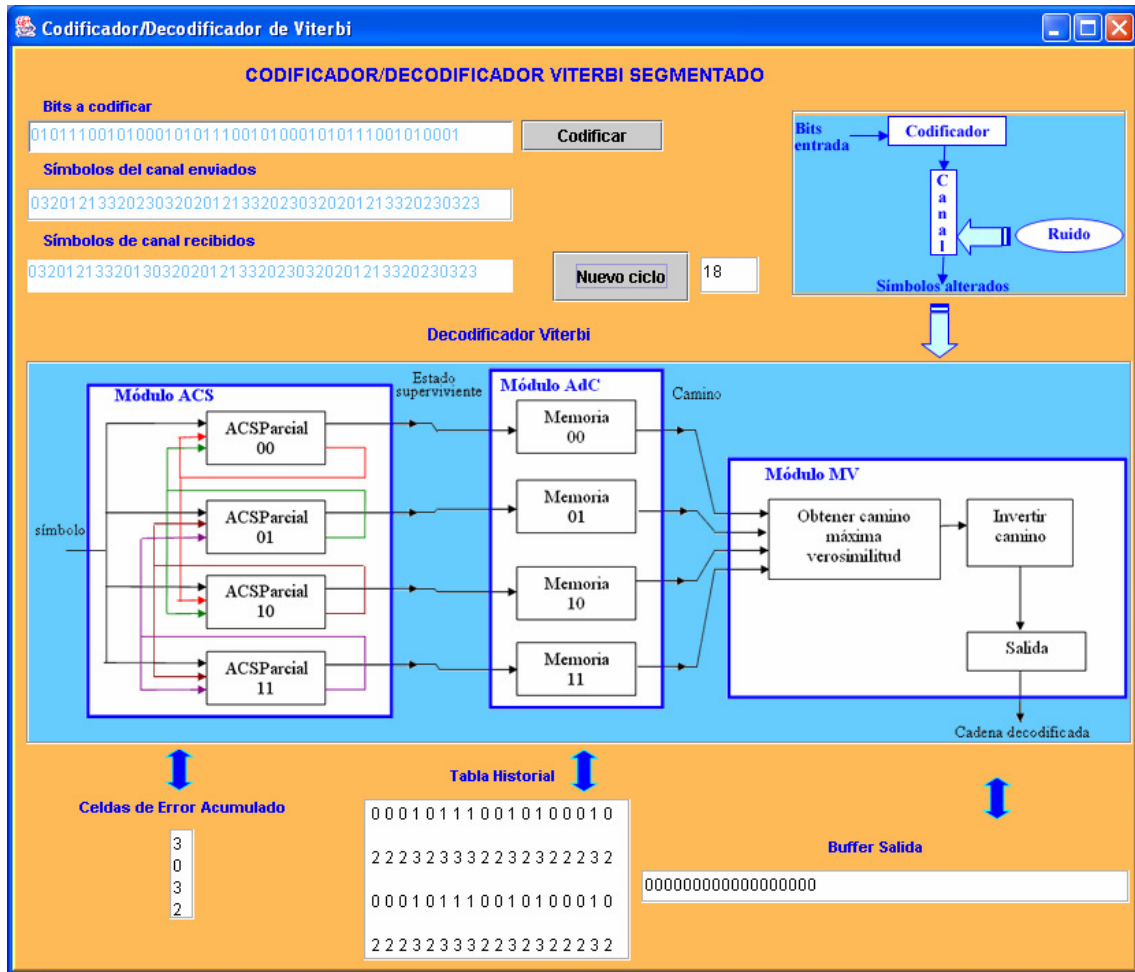 Codificador/Decodificador de Viterbi
CODIFICADOR/DECODIFICADOR VITERBI SEGMENTADO
Bits a codificar
010111001010001010111001010001010111001010001
Codificar
Símbolos del canal enviados
032012133202303202012133202303202012133202303​23
Símbolos de canal recibidos
032012133201303202012133202303202012133202303​23
Nuevo ciclo
18
Bits
entrada
Codificador
C
a
n
a
l
Ruido
Símbolos alterados
Decodificador Viterbi
Módulo ACS
ACSParcial
00
ACSParcial
01
ACSParcial
10
ACSParcial
11
símbolo
Estado
superviviente
Módulo AdC
Memoria
00
Memoria
01
Memoria
10
Memoria
11
Camino
Módulo MV
Obtener camino
máxima
verosimilitud
Invertir
camino
Salida
Cadena decodificada
Celdas de Error Acumulado
3
0
3
2
Tabla Historial
0 0 0 1 0 1 1 1 0 0 1 0 1 0 0 0 1 0
2 2 2 3 2 3 3 3 2 2 3 2 3 2 2 2 3 2
0 0 0 1 0 1 1 1 0 0 1 0 1 0 0 0 1 0
2 2 2 3 2 3 3 3 2 2 3 2 3 2 2 2 3 2
Buffer Salida
000000000000000000